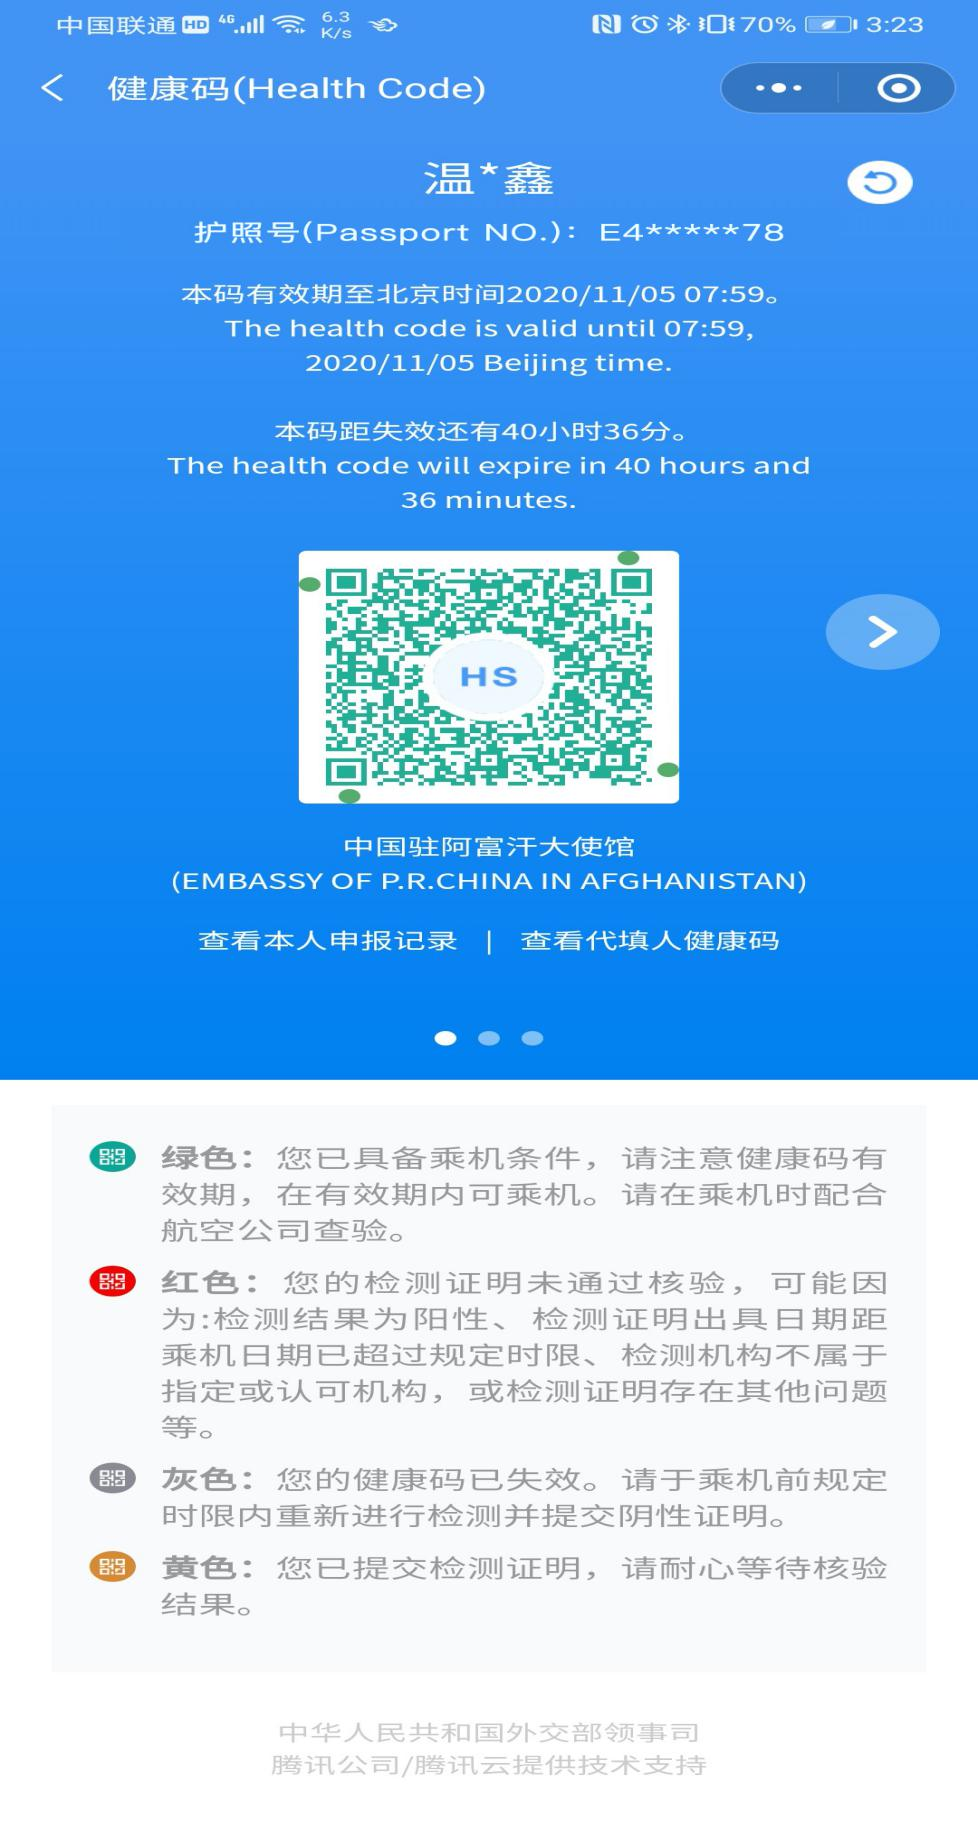 中国联通 HD 4G 6.3 K/s 70% 3:23
健康码(Health Code)
温*鑫
护照号(Passport NO.)：E4*****78
本码有效期至北京时间2020/11/05 07:59。
The health code is valid until 07:59,
2020/11/05 Beijing time.
本码距失效还有40小时36分。
The health code will expire in 40 hours and
36 minutes.
HS
中国驻阿富汗大使馆
(EMBASSY OF P.R.CHINA IN AFGHANISTAN)
查看本人申报记录 | 查看代填人健康码
绿色：您已具备乘机条件，请注意健康码有
效期，在有效期内可乘机。请在乘机时配合
航空公司查验。
红色：您的检测证明未通过核验，可能因
为:检测结果为阳性、检测证明出具日期距
乘机日期已超过规定时限、检测机构不属于
指定或认可机构，或检测证明存在其他问题
等。
灰色：您的健康码已失效。请于乘机前规定
时限内重新进行检测并提交阴性证明。
黄色：您已提交检测证明，请耐心等待核验
结果。
中华人民共和国外交部领事司
腾讯公司/腾讯云提供技术支持